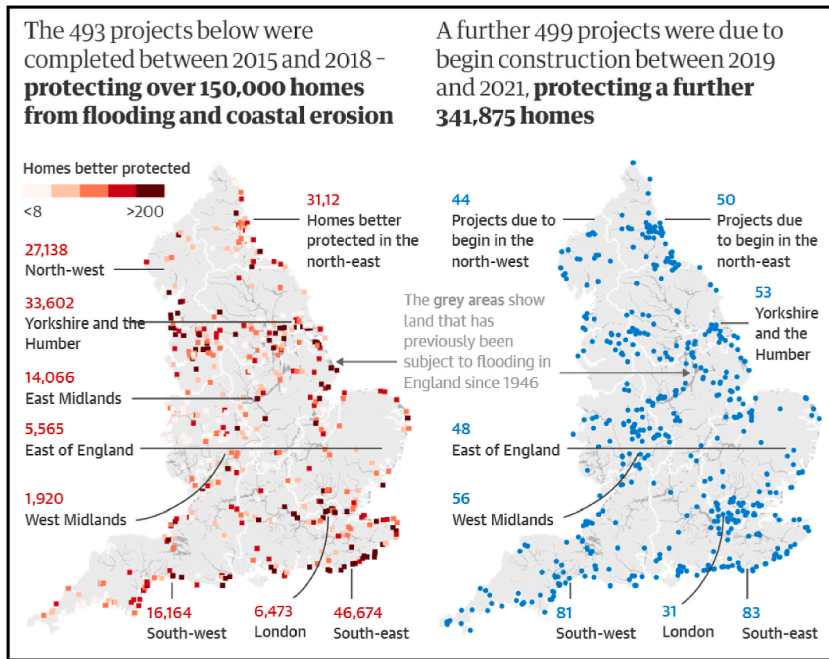 The 493 projects below were
completed between 2015 and 2018 –
protecting over 150,000 homes
from flooding and coastal erosion
Homes better protected
<8
>200
31,12
Homes better
protected in the
north-east
27,138
North-west
33,602
Yorkshire and the
Humber
14,066
East Midlands
5,565
East of England
1,920
West Midlands
16,164
South-west
6,473
London
46,674
South-east
The grey areas show
land that has
previously been
subject to flooding in
England since 1946
A further 499 projects were due to
begin construction between 2019
and 2021, protecting a further
341,875 homes
44
Projects due to
begin in the
north-west
50
Projects due
to begin in the
north-east
53
Yorkshire
and the
Humber
48
East of England
56
West Midlands
81
South-west
31
London
83
South-east